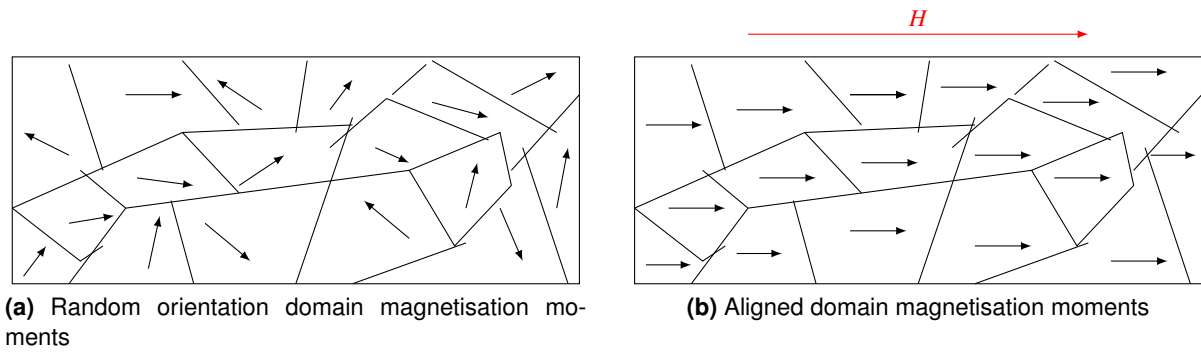 H
(a) Random orientation domain magnetisation mo-
ments
(b) Aligned domain magnetisation moments